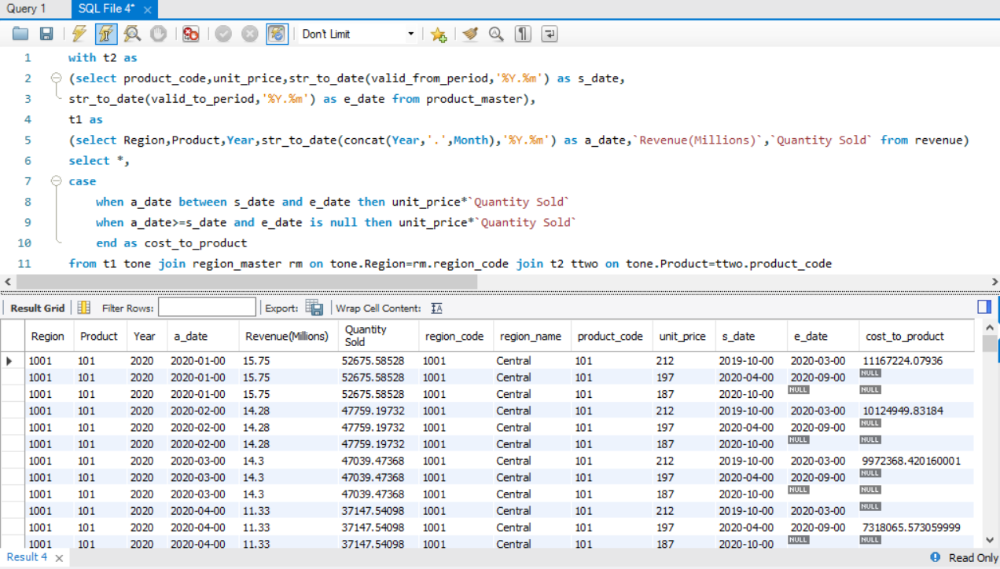 Query 1 SQL File 4*
Don't Limit
1 with t2 as
2 (select product_code,unit_price,str_to_date(valid_from_period,'%Y.%m') as s_date,
3 str_to_date(valid_to_period,'%Y.%m') as e_date from product_master),
4 t1 as
5 (select Region,Product,Year,str_to_date(concat(Year,'.',Month),'%Y.%m') as a_date,`Revenue(Millions)`,`Quantity Sold` from revenue)
6 select *,
7 case
8 when a_date between s_date and e_date then unit_price*`Quantity Sold`
9 when a_date>=s_date and e_date is null then unit_price*`Quantity Sold`
10 end as cost_to_product
11 from t1 tone join region_master rm on tone.Region=rm.region_code join t2 ttwo on tone.Product=ttwo.product_code
Result Grid Filter Rows: Export: Wrap Cell Content:
Region Product Year a_date Revenue(Millions) Quantity Sold region_code region_name product_code unit_price s_date e_date cost_to_product
1001 101 2020 2020-01-00 15.75 52675.58528 1001 Central 101 212 2019-10-00 2020-03-00 11167224.07936
1001 101 2020 2020-01-00 15.75 52675.58528 1001 Central 101 197 2020-04-00 2020-09-00 NULL
1001 101 2020 2020-01-00 15.75 52675.58528 1001 Central 101 187 2020-10-00 NULL NULL
1001 101 2020 2020-02-00 14.28 47759.19732 1001 Central 101 212 2019-10-00 2020-03-00 10124949.83184
1001 101 2020 2020-02-00 14.28 47759.19732 1001 Central 101 197 2020-04-00 2020-09-00 NULL
1001 101 2020 2020-02-00 14.28 47759.19732 1001 Central 101 187 2020-10-00 NULL NULL
1001 101 2020 2020-03-00 14.3 47039.47368 1001 Central 101 212 2019-10-00 2020-03-00 9972368.420160001
1001 101 2020 2020-03-00 14.3 47039.47368 1001 Central 101 197 2020-04-00 2020-09-00 NULL
1001 101 2020 2020-03-00 14.3 47039.47368 1001 Central 101 187 2020-10-00 NULL NULL
1001 101 2020 2020-04-00 11.33 37147.54098 1001 Central 101 212 2019-10-00 2020-03-00 NULL
1001 101 2020 2020-04-00 11.33 37147.54098 1001 Central 101 197 2020-04-00 2020-09-00 7318065.573059999
1001 101 2020 2020-04-00 11.33 37147.54098 1001 Central 101 187 2020-10-00 NULL NULL
Result 4 Read Only